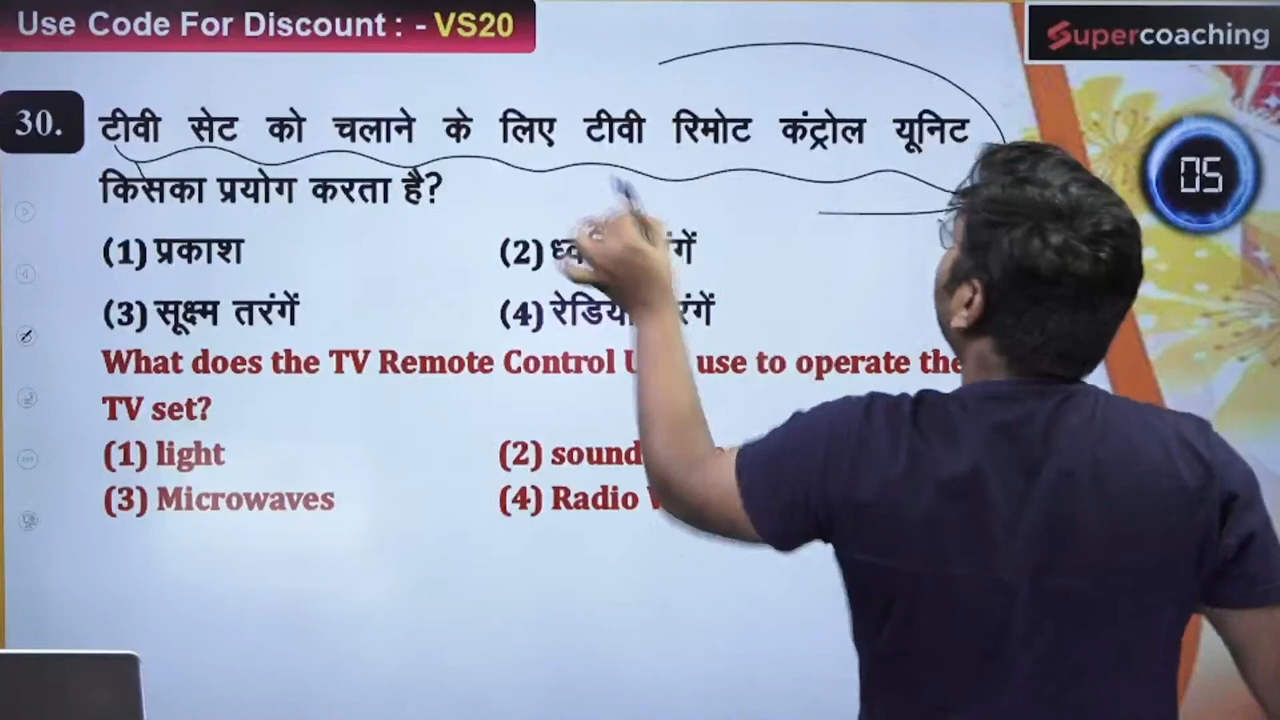 Use Code For Discount : - VS20
Supercoaching
30. टीवी सेट को चलाने के लिए टीवी रिमोट कंट्रोल यूनिट
05
किसका प्रयोग करता है?
(1) प्रकाश (2)
(3) सूक्ष्म तरंगें (4)
What does the TV Remote Control use to operate the
TV set?
(1) light (2) sound
(3) Microwaves (4) Radio